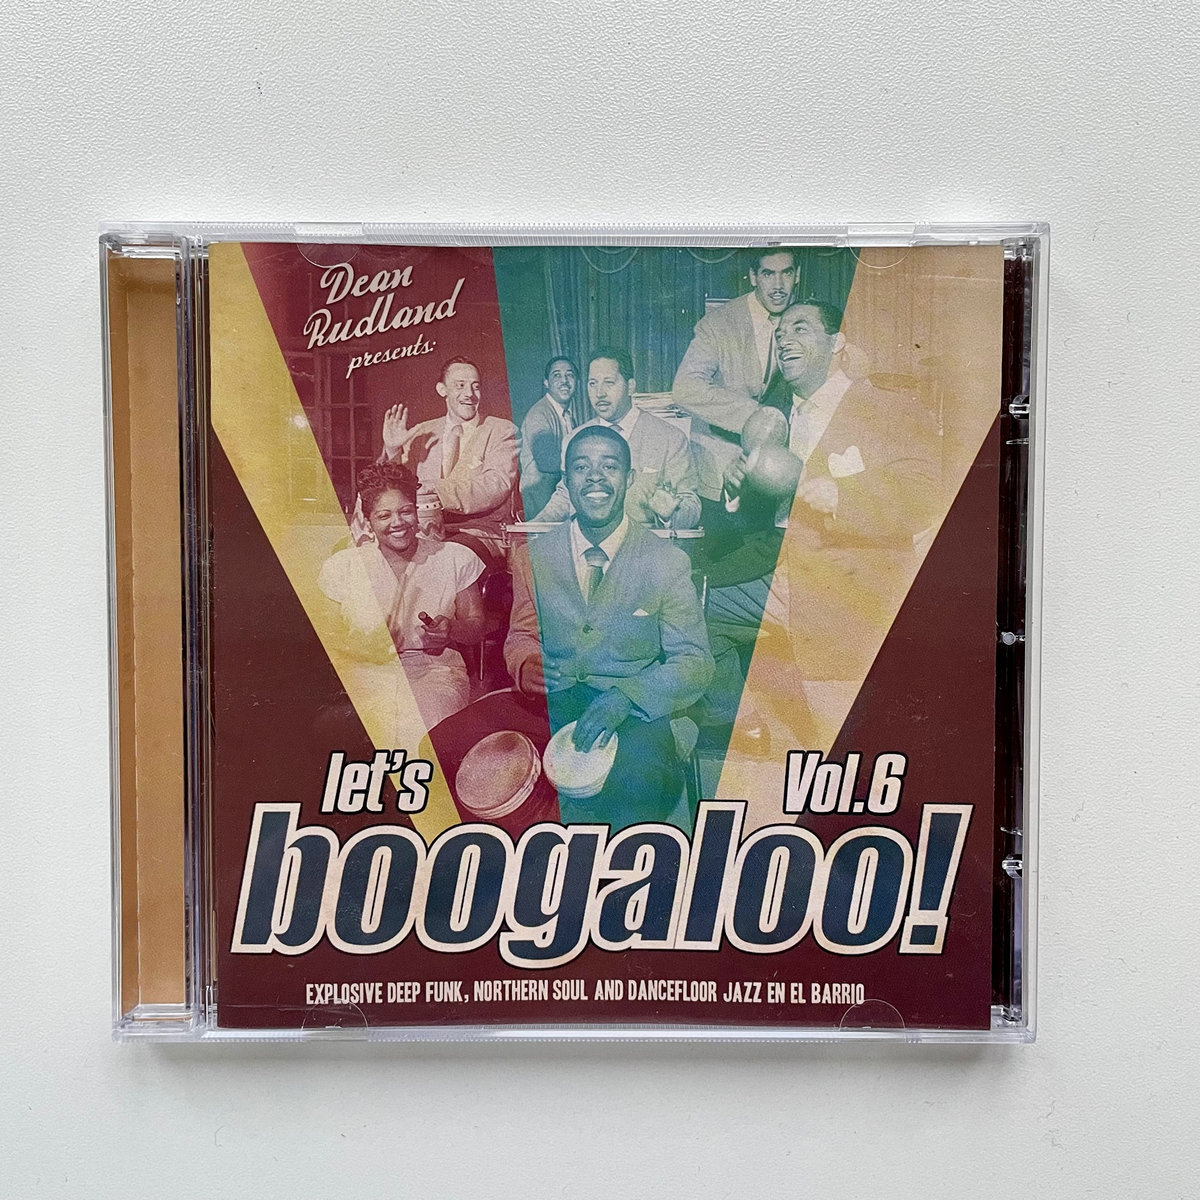 Dean
Rudland
presents:
let's
Vol.6
boogaloo!
EXPLOSIVE DEEP FUNK, NORTHERN SOUL AND DANCEFLOOR JAZZ EN EL BARRIO